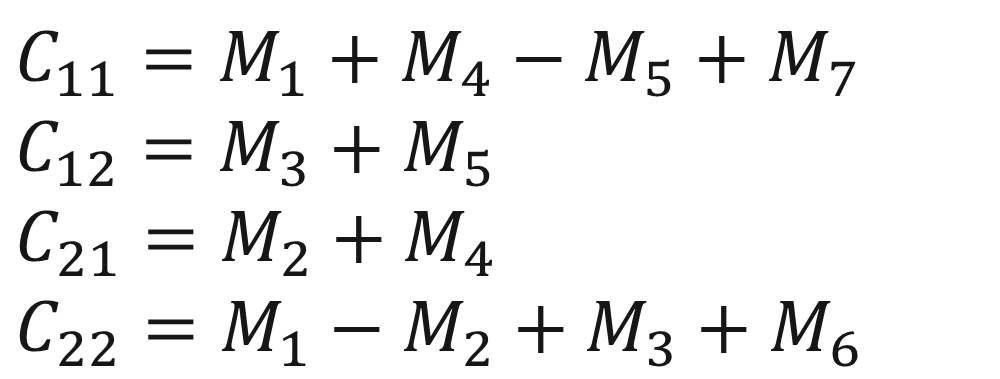 C₁₁ = M₁ + M₄ − M₅ + M₇
C₁₂ = M₃ + M₅
C₂₁ = M₂ + M₄
C₂₂ = M₁ − M₂ + M₃ + M₆